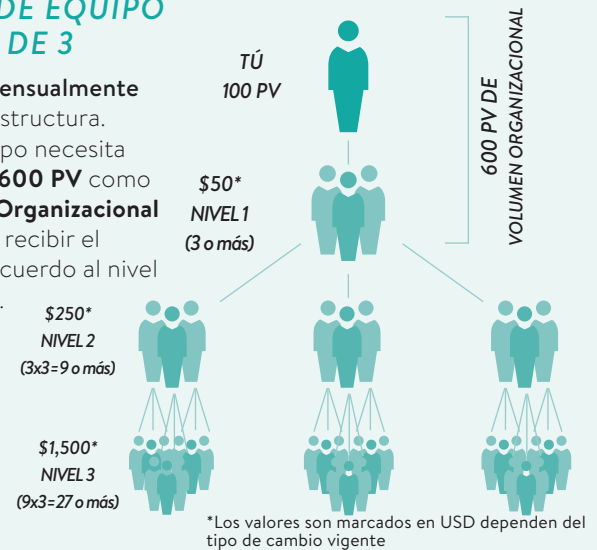 DE EQUIPO
DE 3
ensualmente
structura.
po necesita
600 PV como
Organizacional
recibir el
cuerdo al nivel
.
TÚ
100 PV
600 PV DE
VOLUMEN ORGANIZACIONAL
$50*
NIVEL 1
(3 o más)
$250*
NIVEL 2
(3x3=9 o más)
$1,500*
NIVEL 3
(9x3=27 o más)
*Los valores son marcados en USD dependen del
tipo de cambio vigente